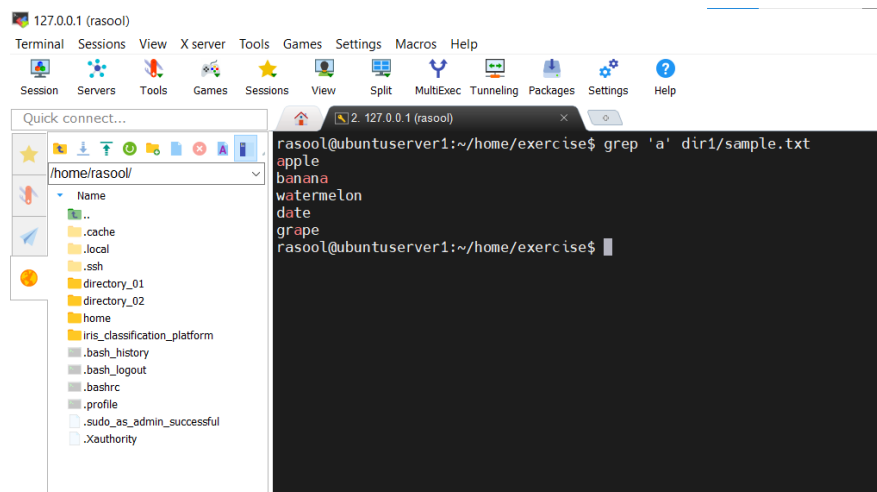 127.0.0.1 (rasool)
Terminal Sessions View X server Tools Games Settings Macros Help
Session Servers Tools Games Sessions View Split MultiExec Tunneling Packages Settings Help
Quick connect...
2. 127.0.0.1 (rasool)
/home/rasool/
Name
..
.cache
.local
.ssh
directory_01
directory_02
home
iris_classification_platform
.bash_history
.bash_logout
.bashrc
.profile
.sudo_as_admin_successful
.Xauthority
rasool@ubuntuserver1:~/home/exercise$ grep 'a' dir1/sample.txt
apple
banana
watermelon
date
grape
rasool@ubuntuserver1:~/home/exercise$